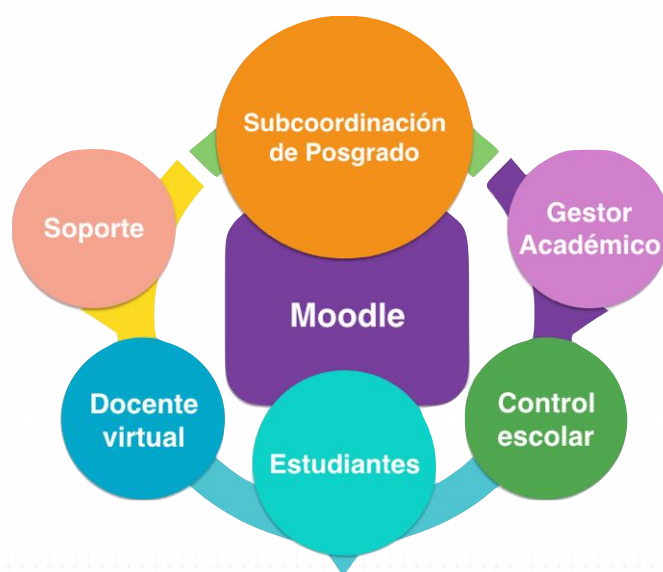 Subcoordinación
de Posgrado
Soporte
Gestor
Académico
Moodle
Docente
virtual
Control
escolar
Estudiantes